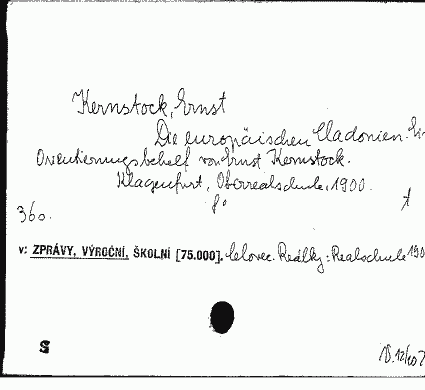 Kernstock, Ernst
Die europäischen Cladonien. Ein
Orientierungsbehelf von Ernst Kernstock.
Klagenfurt, Oberrealschule, 1900.
8°
360.
v: ZPRÁVY, VÝROČNÍ, ŠKOLNÍ [75.000]. Celovec. Reálky: Realschule 190
S